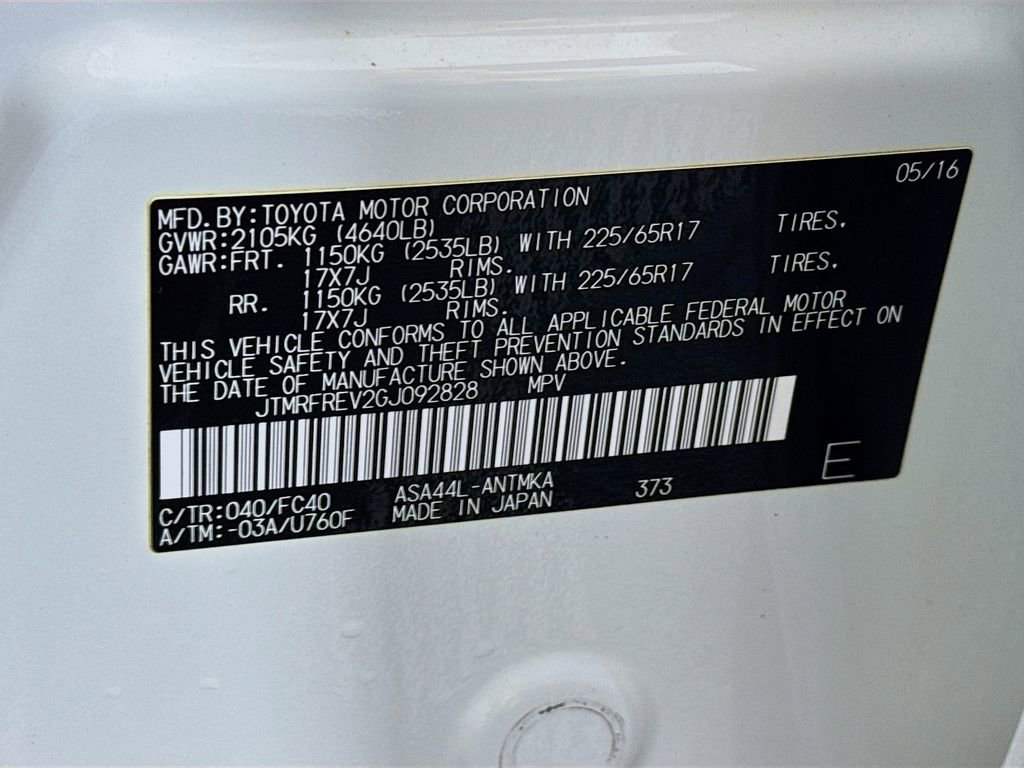 05/16
MFD.BY:TOYOTA MOTOR CORPORATION
GVWR:2105KG (4640LB)
GAWR:FRT. 1150KG (2535LB) WITH 225/65R17 TIRES.
17X7J RIMS.
RR. 1150KG (2535LB) WITH 225/65R17 TIRES.
17X7J RIMS.
THIS VEHICLE CONFORMS TO ALL APPLICABLE FEDERAL MOTOR
VEHICLE SAFETY AND THEFT PREVENTION STANDARDS IN EFFECT ON
THE DATE OF MANUFACTURE SHOWN ABOVE.
JTMRFREV2GJ092828 MPV
E
C/TR:040/FC40 ASA44L-ANTMKA 373
A/TM:-03A/U760F MADE IN JAPAN